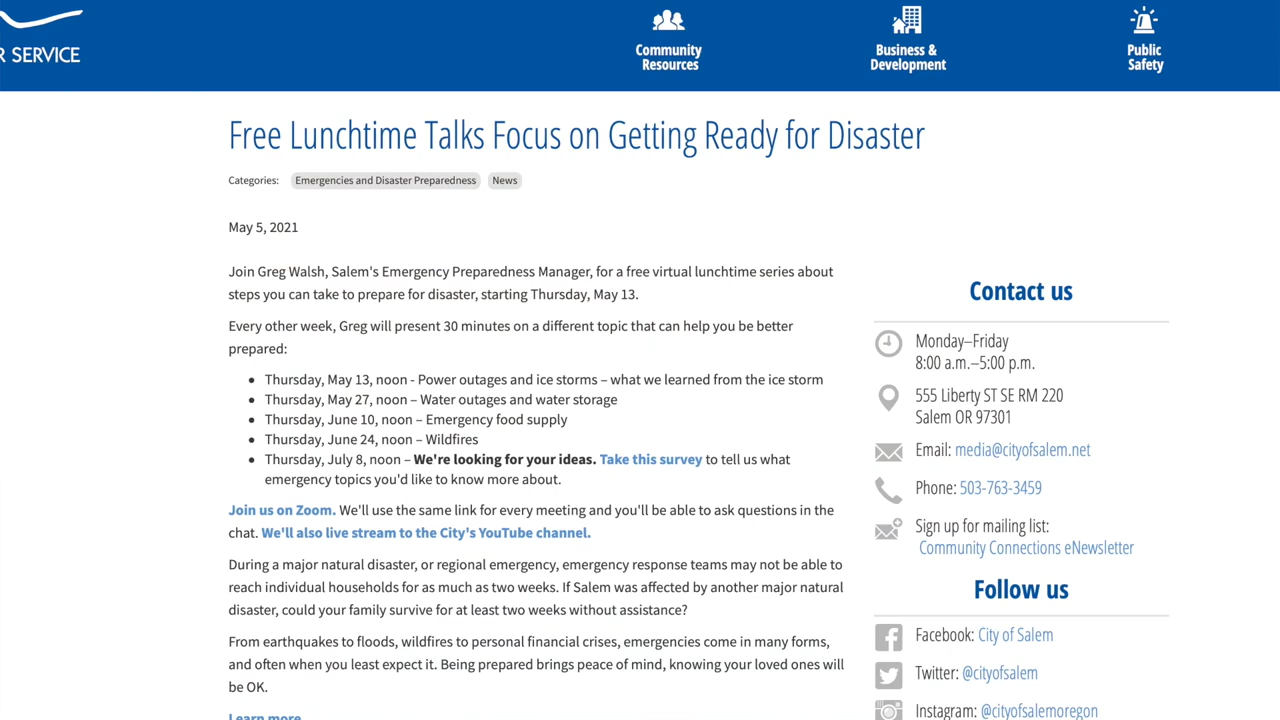 R SERVICE
Community
Resources
Business &
Development
Public
Safety
Free Lunchtime Talks Focus on Getting Ready for Disaster
Categories: Emergencies and Disaster Preparedness News
May 5, 2021
Join Greg Walsh, Salem's Emergency Preparedness Manager, for a free virtual lunchtime series about
steps you can take to prepare for disaster, starting Thursday, May 13.
Every other week, Greg will present 30 minutes on a different topic that can help you be better
prepared:
• Thursday, May 13, noon - Power outages and ice storms – what we learned from the ice storm
• Thursday, May 27, noon – Water outages and water storage
• Thursday, June 10, noon – Emergency food supply
• Thursday, June 24, noon – Wildfires
• Thursday, July 8, noon – We're looking for your ideas. Take this survey to tell us what
emergency topics you'd like to know more about.
Join us on Zoom. We'll use the same link for every meeting and you'll be able to ask questions in the
chat. We'll also live stream to the City's YouTube channel.
During a major natural disaster, or regional emergency, emergency response teams may not be able to
reach individual households for as much as two weeks. If Salem was affected by another major natural
disaster, could your family survive for at least two weeks without assistance?
From earthquakes to floods, wildfires to personal financial crises, emergencies come in many forms,
and often when you least expect it. Being prepared brings peace of mind, knowing your loved ones will
be OK.
Learn more
Contact us
Monday–Friday
8:00 a.m.–5:00 p.m.
555 Liberty ST SE RM 220
Salem OR 97301
Email: media@cityofsalem.net
Phone: 503-763-3459
Sign up for mailing list:
Community Connections eNewsletter
Follow us
Facebook: City of Salem
Twitter: @cityofsalem
Instagram: @cityofsalemoregon